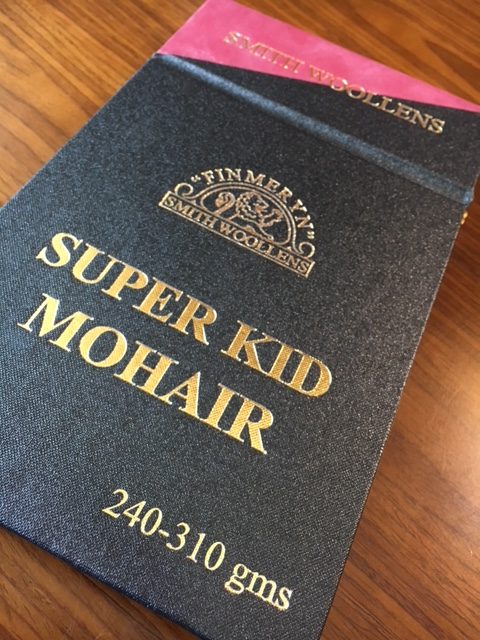 SMITH WOOLLENS
"FINMERYN"
SMITH WOOLLENS
SUPER KID
MOHAIR
240-310 gms